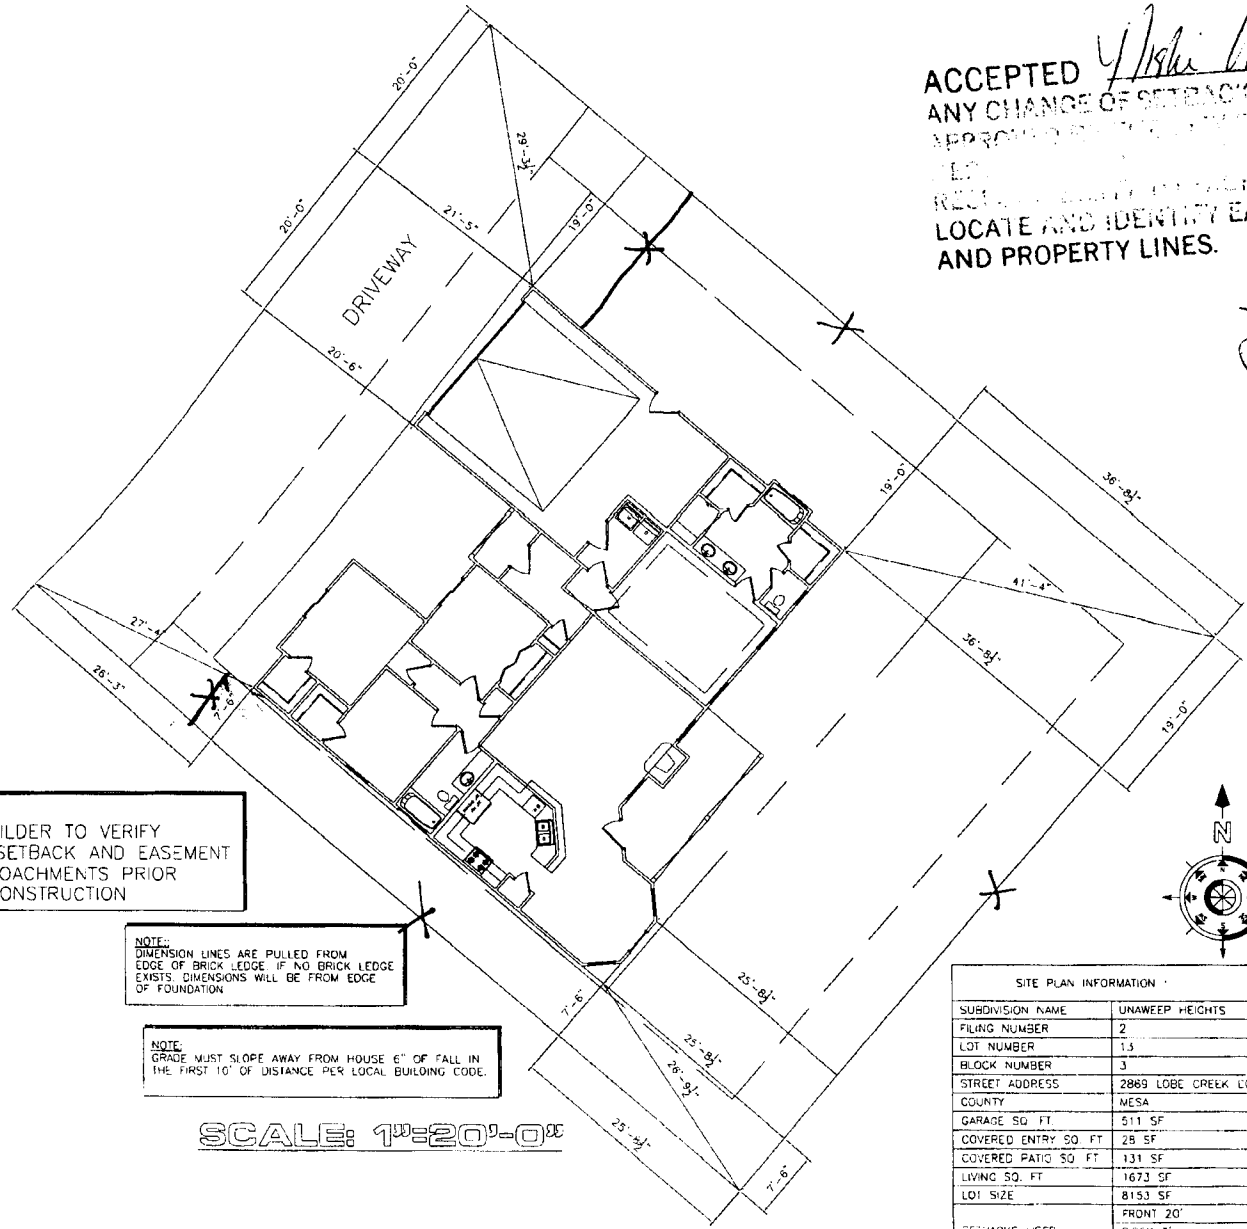 ACCEPTED
ANY CHANGE OF SETBACK
LOCATE AND IDENTIFY
AND PROPERTY LINES.
20'-0"
29'-3½"
20'-0"
21'-5"
19'-0"
DRIVEWAY
20'-6"
19'-0"
36'-8½"
41'-4"
36'-8½"
19'-0"
27'-4
26'-3"
7'-6"
N
ILDER TO VERIFY
SETBACK AND EASEMENT
OACHMENTS PRIOR
ONSTRUCTION
NOTE:
DIMENSION LINES ARE PULLED FROM
EDGE OF BRICK LEDGE. IF NO BRICK LEDGE
EXISTS, DIMENSIONS WILL BE FROM EDGE
OF FOUNDATION
NOTE:
GRADE MUST SLOPE AWAY FROM HOUSE 6" OF FALL IN
THE FIRST 10' OF DISTANCE PER LOCAL BUILDING CODE.
SCALE: 1"=20'-0"
7'-6"
25'-8½"
25'-8½"
26'-9½"
25'-8½"
7'-6"
SITE PLAN INFORMATION
SUBDIVISION NAME UNAWEEP HEIGHTS
FILING NUMBER 2
LOT NUMBER 13
BLOCK NUMBER 3
STREET ADDRESS 2869 LOBE CREEK
COUNTY MESA
GARAGE SQ. FT. 511 SF
COVERED ENTRY SQ. FT 28 SF
COVERED PATIO SQ. FT 131 SF
LIVING SQ. FT 1673 SF
LOT SIZE 8153 SF
FRONT 20'